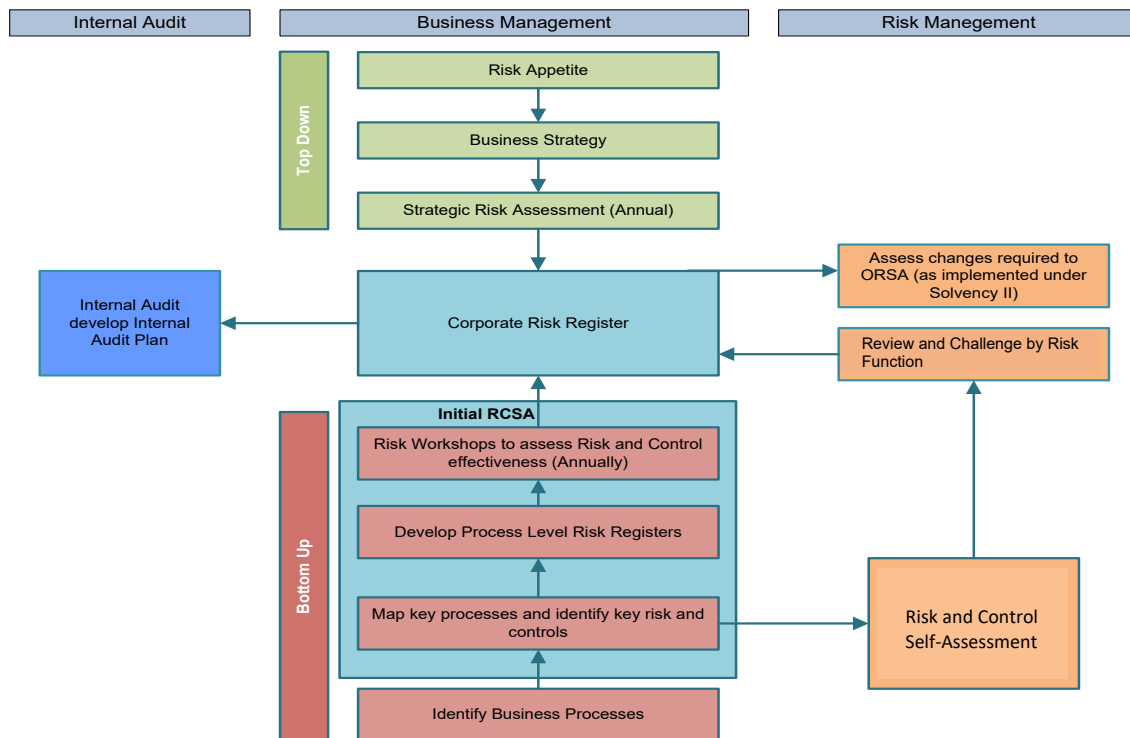 Internal Audit
Business Management
Risk Manegement
Top Down
Risk Appetite
Business Strategy
Strategic Risk Assessment (Annual)
Internal Audit
develop Internal
Audit Plan
Corporate Risk Register
Assess changes required to
ORSA (as implemented under
Solvency II)
Review and Challenge by Risk
Function
Bottom Up
Initial RCSA
Risk Workshops to assess Risk and Control
effectiveness (Annually)
Develop Process Level Risk Registers
Map key processes and identify key risk and
controls
Risk and Control
Self-Assessment
Identify Business Processes